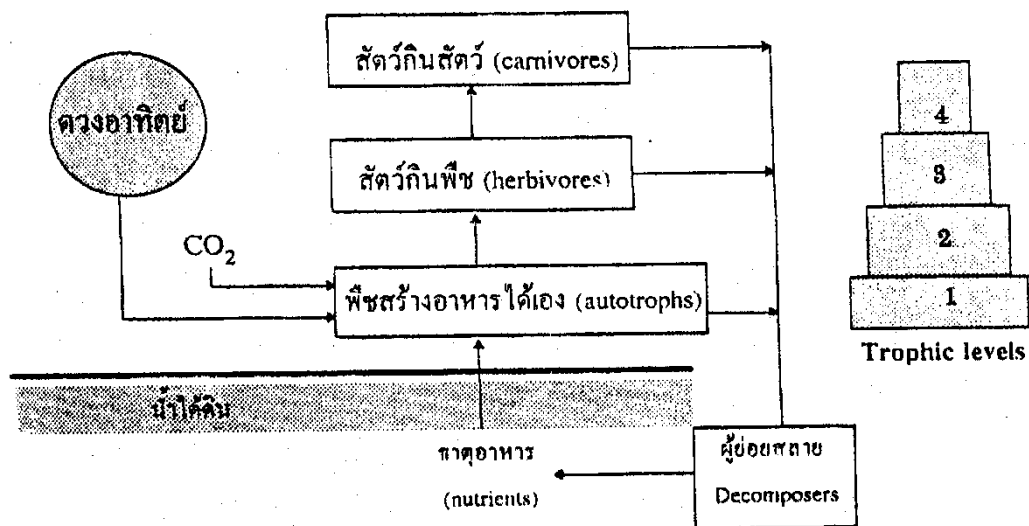 สัตว์กินสัตว์ (carnivores)
ดวงอาทิตย์
สัตว์กินพืช (herbivores)
CO2
พืชสร้างอาหารได้เอง (autotrophs)
4
3
2
1
Trophic levels
น้ำใต้ดิน
ธาตุอาหาร
(nutrients)
ผู้ย่อยสลาย
Decomposers